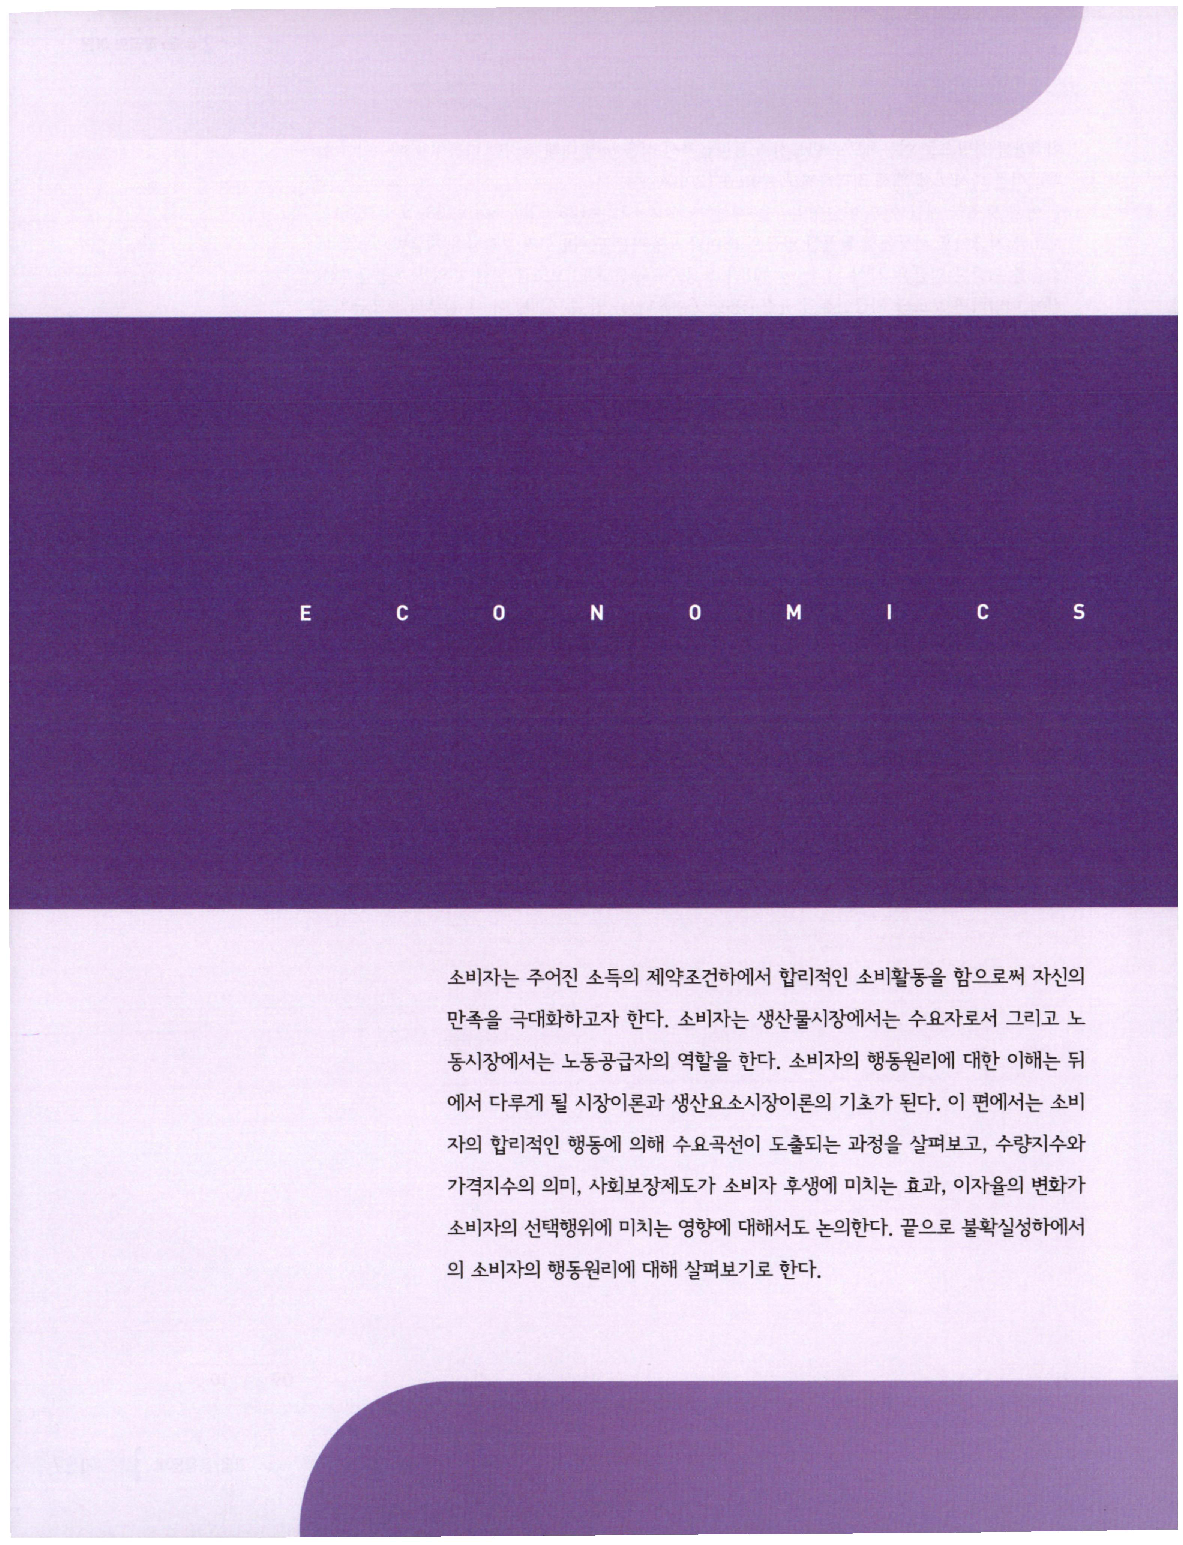 E C O N O M I C S
소비자는 주어진 소득의 제약조건하에서 합리적인 소비활동을 함으로써 자신의
만족을 극대화하고자 한다. 소비자는 생산물시장에서는 수요자로서 그리고 노
동시장에서는 노동공급자의 역할을 한다. 소비자의 행동원리에 대한 이해는 뒤
에서 다루게 될 시장이론과 생산요소시장이론의 기초가 된다. 이 편에서는 소비
자의 합리적인 행동에 의해 수요곡선이 도출되는 과정을 살펴보고, 수량지수와
가격지수의 의미, 사회보장제도가 소비자 후생에 미치는 효과, 이자율의 변화가
소비자의 선택행위에 미치는 영향에 대해서도 논의한다. 끝으로 불확실성하에서
의 소비자의 행동원리에 대해 살펴보기로 한다.